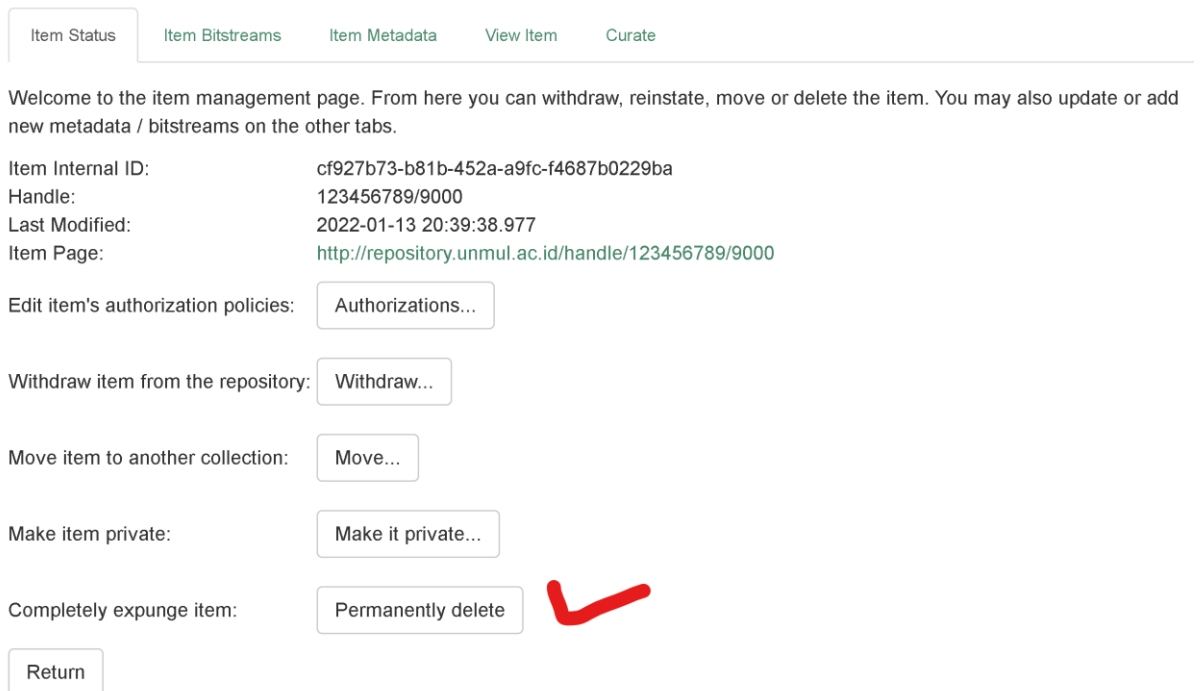 Item Status Item Bitstreams Item Metadata View Item Curate
Welcome to the item management page. From here you can withdraw, reinstate, move or delete the item. You may also update or add
new metadata / bitstreams on the other tabs.
Item Internal ID: cf927b73-b81b-452a-a9fc-f4687b0229ba
Handle: 123456789/9000
Last Modified: 2022-01-13 20:39:38.977
Item Page: http://repository.unmul.ac.id/handle/123456789/9000
Edit item's authorization policies: Authorizations...
Withdraw item from the repository: Withdraw...
Move item to another collection: Move...
Make item private: Make it private...
Completely expunge item: Permanently delete
Return